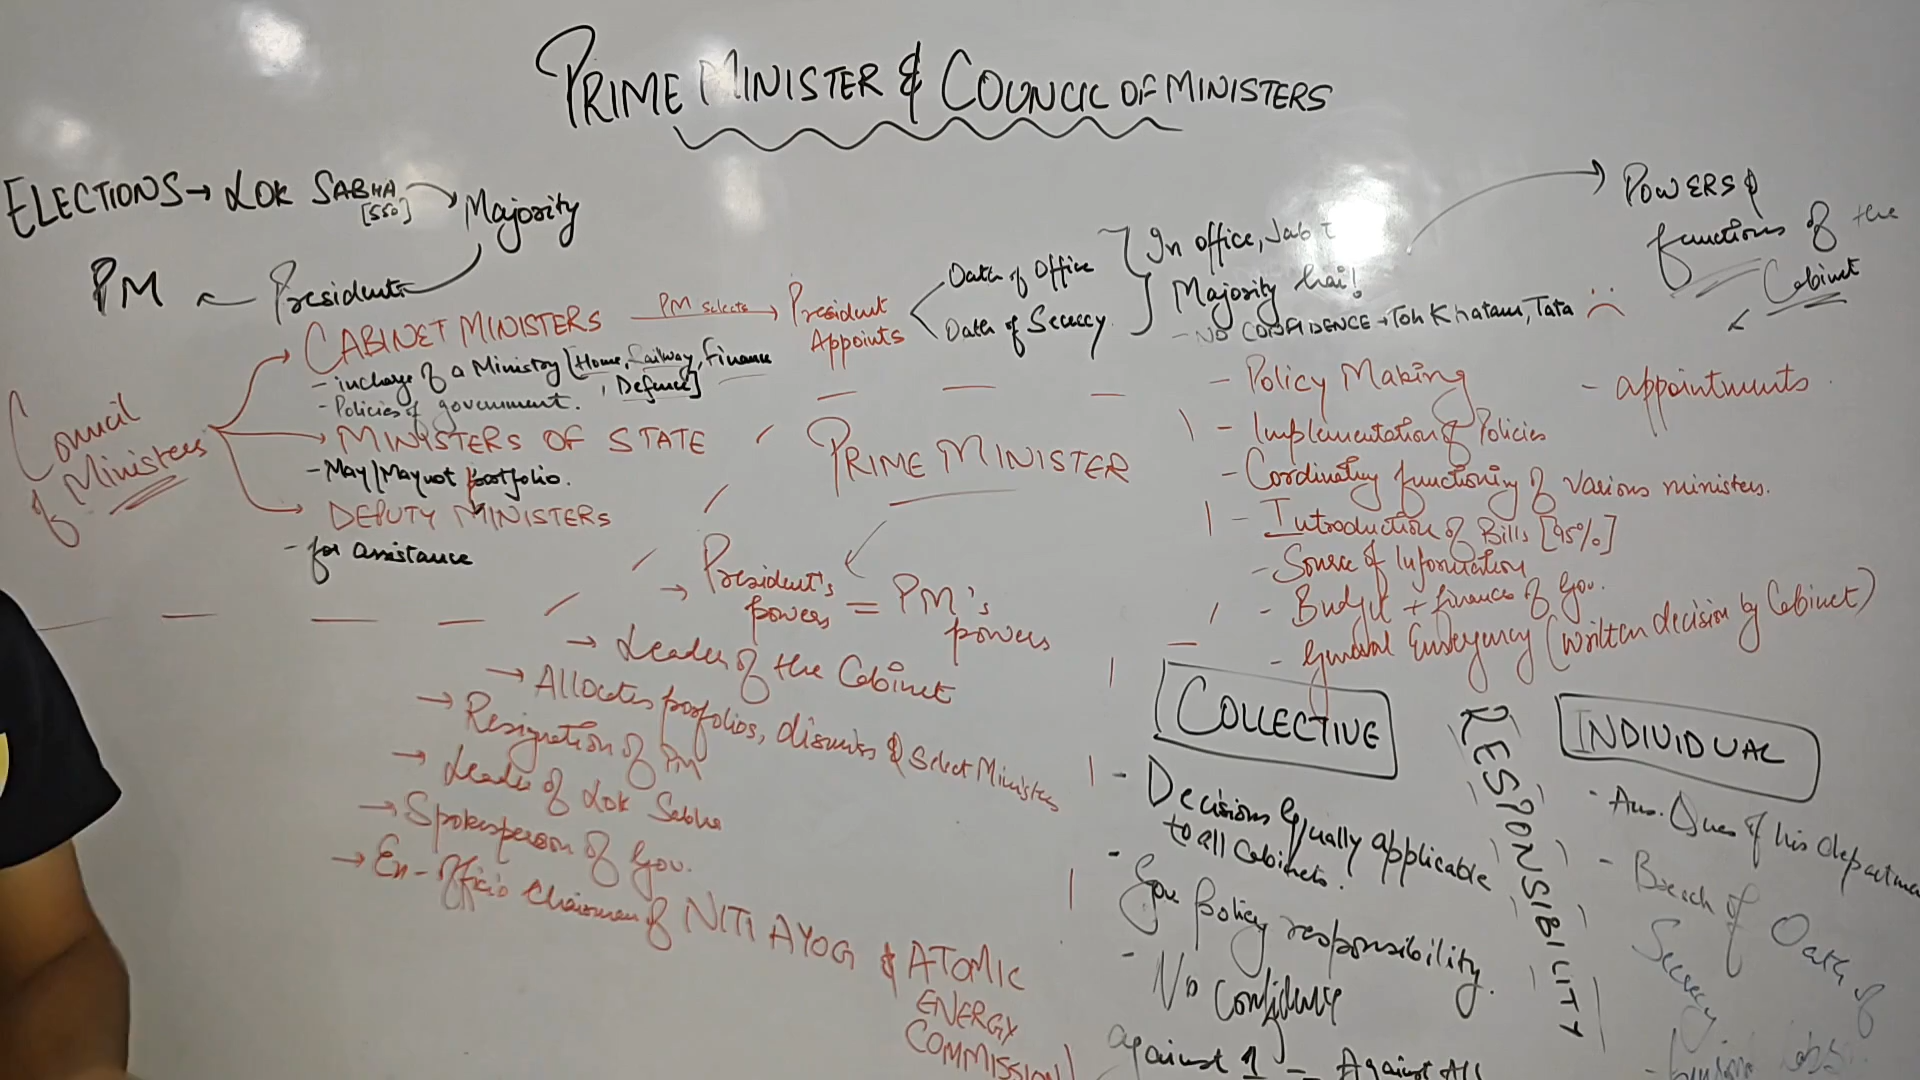 PRIME MINISTER & COUNCIL OF MINISTERS
ELECTIONS → LOK SABHA [550] → Majority
PM ← President ←
Council of Ministers
CABINET MINISTERS PM selects → President Appoints
- incharge of a Ministry [Home, Railway, Finance, Defence]
- Policies of government.
MINISTERS OF STATE
- May/May not portfolio.
DEPUTY MINISTERS
- for assistance
Oath of Office
Oath of Secrecy
In office, Jab
Majority hai!
- NO CONFIDENCE → Toh Khatam, Tata
POWERS &
functions of the
Cabinet
- Policy Making
- appointments.
- Implementation of Policies
- Coordinating functioning of various ministers.
- Introduction of Bills [95%]
- Source of Information
- Budget + finances of Gov.
- General Emergency (written decision by Cabinet)
PRIME MINISTER
→ President's powers = PM's powers
→ Leader of the Cabinet
→ Allocates porfolios, dismiss & select Ministers
→ Resignation of PM
→ Leader of Lok Sabha
→ Spokesperson of Gov.
→ Ex-Officio Chairman of NITI AYOG & ATOMIC
ENERGY
COMMISSION
RESPONSIBILITY
COLLECTIVE
- Decisions equally applicable
to all Cabinets.
- Gov policy responsibility.
- No Confidence
against 1 = Against All
INDIVIDUAL
- Ans. Ques of his departmen
- Breach of Oath of
Secrecy